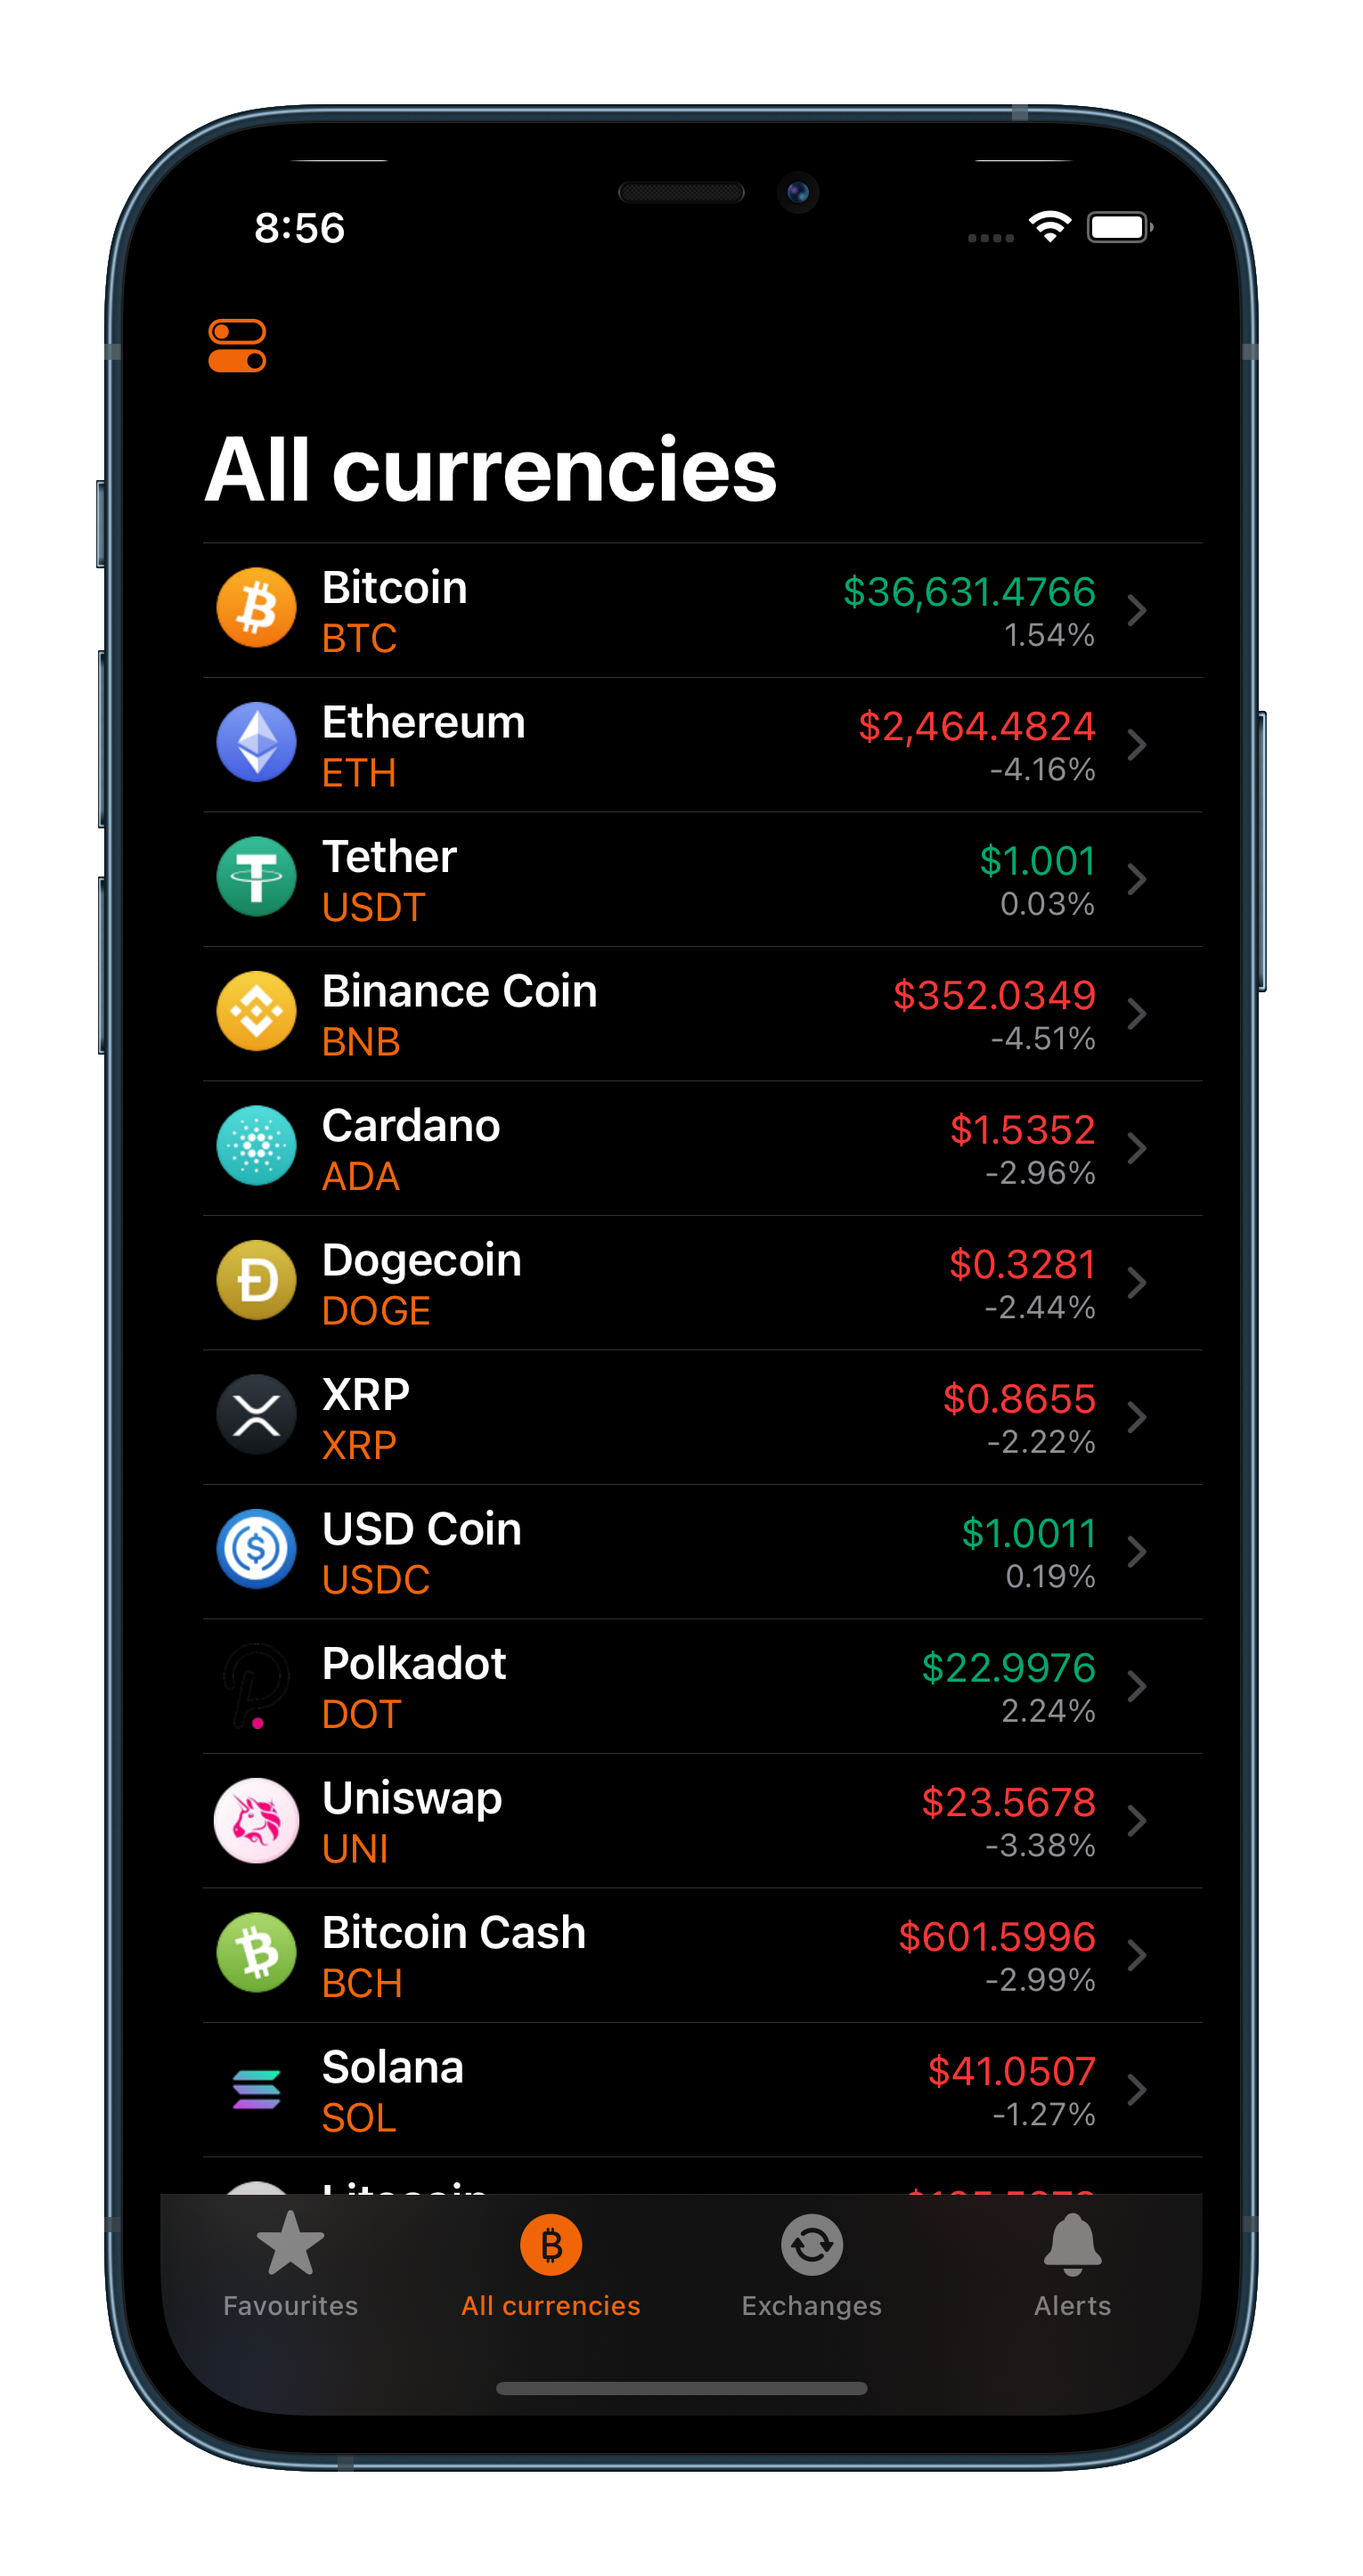 8:56
All currencies
Bitcoin
$36,631.4766
BTC
1.54%
Ethereum
$2,464.4824
ETH
-4.16%
Tether
$1.001
USDT
0.03%
Binance Coin
$352.0349
BNB
-4.51%
Cardano
$1.5352
ADA
-2.96%
Dogecoin
$0.3281
DOGE
-2.44%
XRP
$0.8655
XRP
-2.22%
USD Coin
$1.0011
USDC
0.19%
Polkadot
$22.9976
DOT
2.24%
Uniswap
$23.5678
UNI
-3.38%
Bitcoin Cash
$601.5996
BCH
-2.99%
Solana
$41.0507
SOL
-1.27%
Litecoin
Favourites
All currencies
Exchanges
Alerts